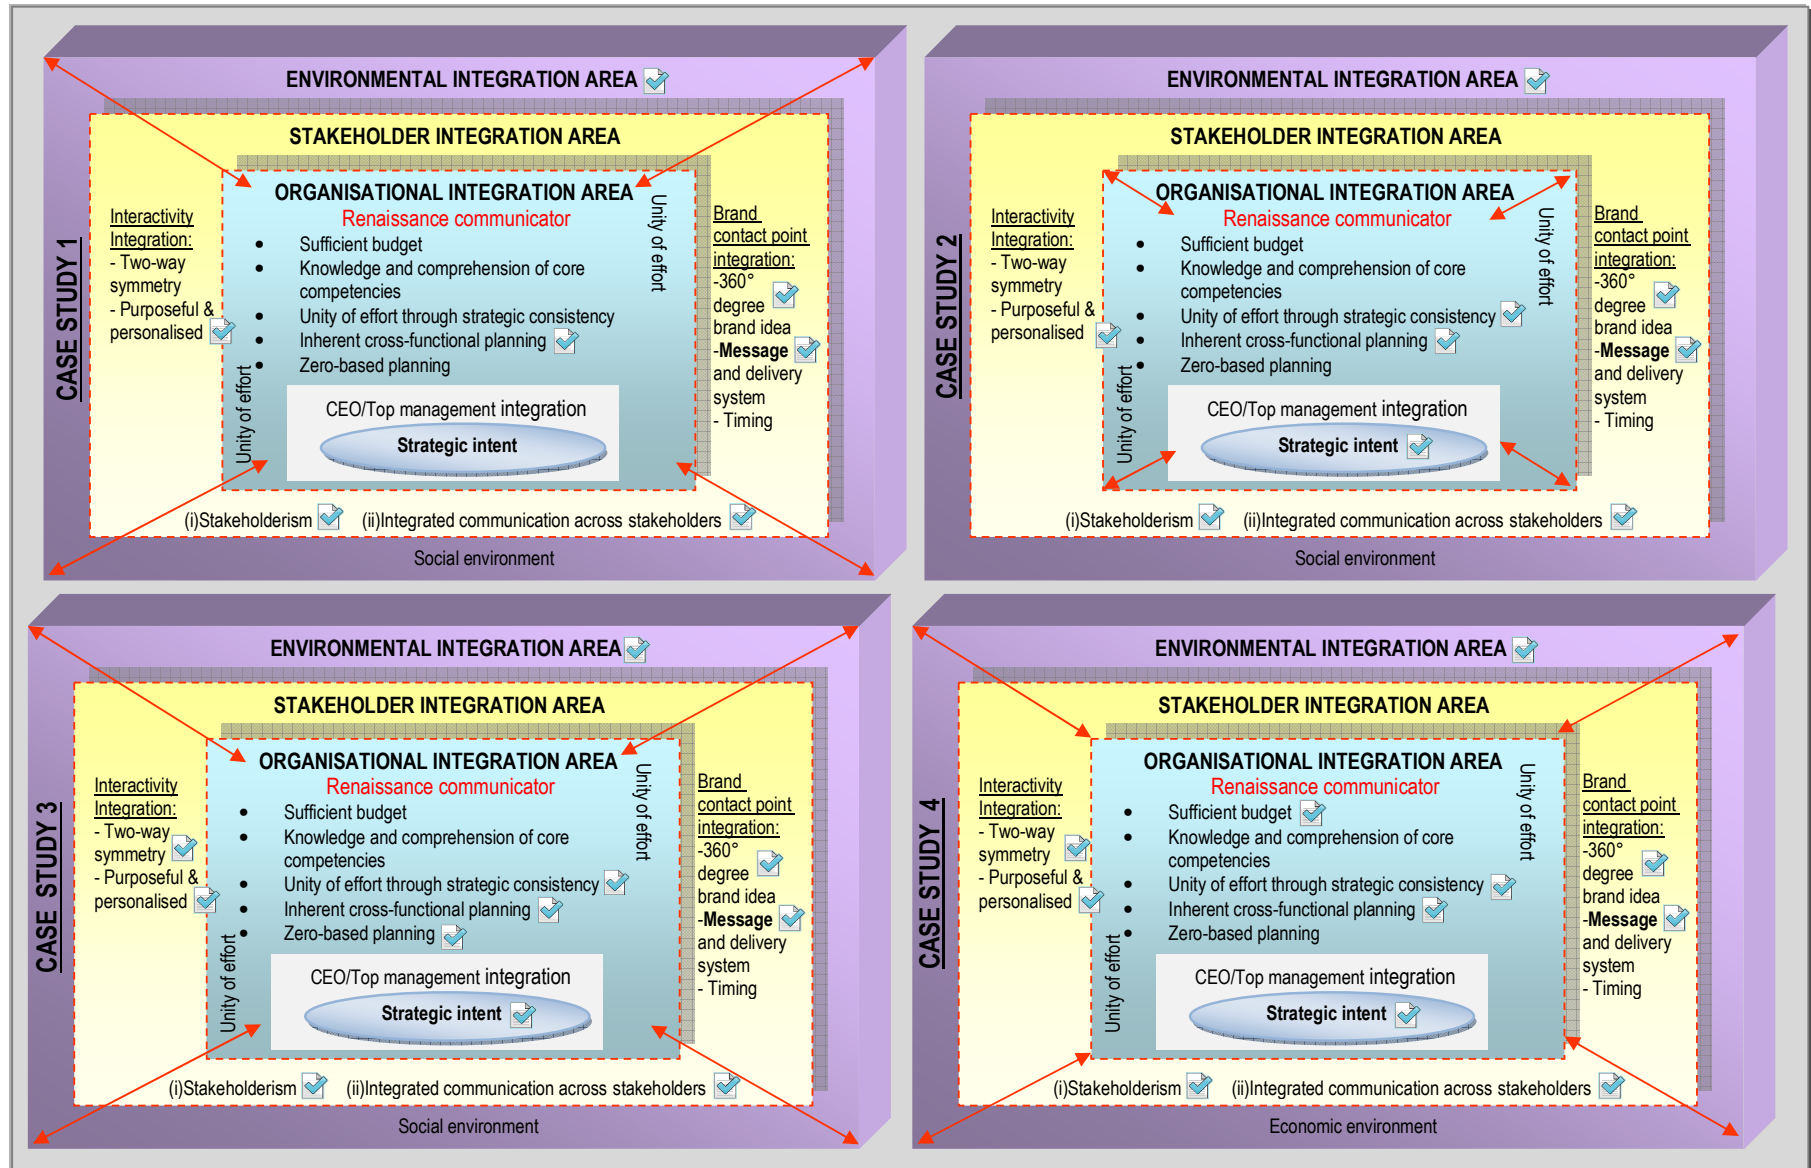 CASE STUDY 1
ENVIRONMENTAL INTEGRATION AREA
STAKEHOLDER INTEGRATION AREA
ORGANISATIONAL INTEGRATION AREA
Renaissance communicator
Interactivity
Integration:
- Two-way
symmetry
- Purposeful &
personalised
• Sufficient budget
• Knowledge and comprehension of core
competencies
• Unity of effort through strategic consistency
• Inherent cross-functional planning
• Zero-based planning
Unity of effort
Unity of effort
CEO/Top management integration
Strategic intent
Brand
contact point
integration:
-360°
degree
brand idea
-Message
and delivery
system
- Timing
(i)Stakeholderism (ii)Integrated communication across stakeholders
Social environment
CASE STUDY 2
ENVIRONMENTAL INTEGRATION AREA
STAKEHOLDER INTEGRATION AREA
ORGANISATIONAL INTEGRATION AREA
Renaissance communicator
Interactivity
Integration:
- Two-way
symmetry
- Purposeful &
personalised
• Sufficient budget
• Knowledge and comprehension of core
competencies
• Unity of effort through strategic consistency
• Inherent cross-functional planning
• Zero-based planning
Unity of effort
Unity of effort
CEO/Top management integration
Strategic intent
Brand
contact point
integration:
-360°
degree
brand idea
-Message
and delivery
system
- Timing
(i)Stakeholderism (ii)Integrated communication across stakeholders
Social environment
CASE STUDY 3
ENVIRONMENTAL INTEGRATION AREA
STAKEHOLDER INTEGRATION AREA
ORGANISATIONAL INTEGRATION AREA
Renaissance communicator
Interactivity
Integration:
- Two-way
symmetry
- Purposeful &
personalised
• Sufficient budget
• Knowledge and comprehension of core
competencies
• Unity of effort through strategic consistency
• Inherent cross-functional planning
• Zero-based planning
Unity of effort
Unity of effort
CEO/Top management integration
Strategic intent
Brand
contact point
integration:
-360°
degree
brand idea
-Message
and delivery
system
- Timing
(i)Stakeholderism (ii)Integrated communication across stakeholders
Social environment
CASE STUDY 4
ENVIRONMENTAL INTEGRATION AREA
STAKEHOLDER INTEGRATION AREA
ORGANISATIONAL INTEGRATION AREA
Renaissance communicator
Interactivity
Integration:
- Two-way
symmetry
- Purposeful &
personalised
• Sufficient budget
• Knowledge and comprehension of core
competencies
• Unity of effort through strategic consistency
• Inherent cross-functional planning
• Zero-based planning
Unity of effort
Unity of effort
CEO/Top management integration
Strategic intent
Brand
contact point
integration:
-360°
degree
brand idea
-Message
and delivery
system
- Timing
(i)Stakeholderism (ii)Integrated communication across stakeholders
Economic environment